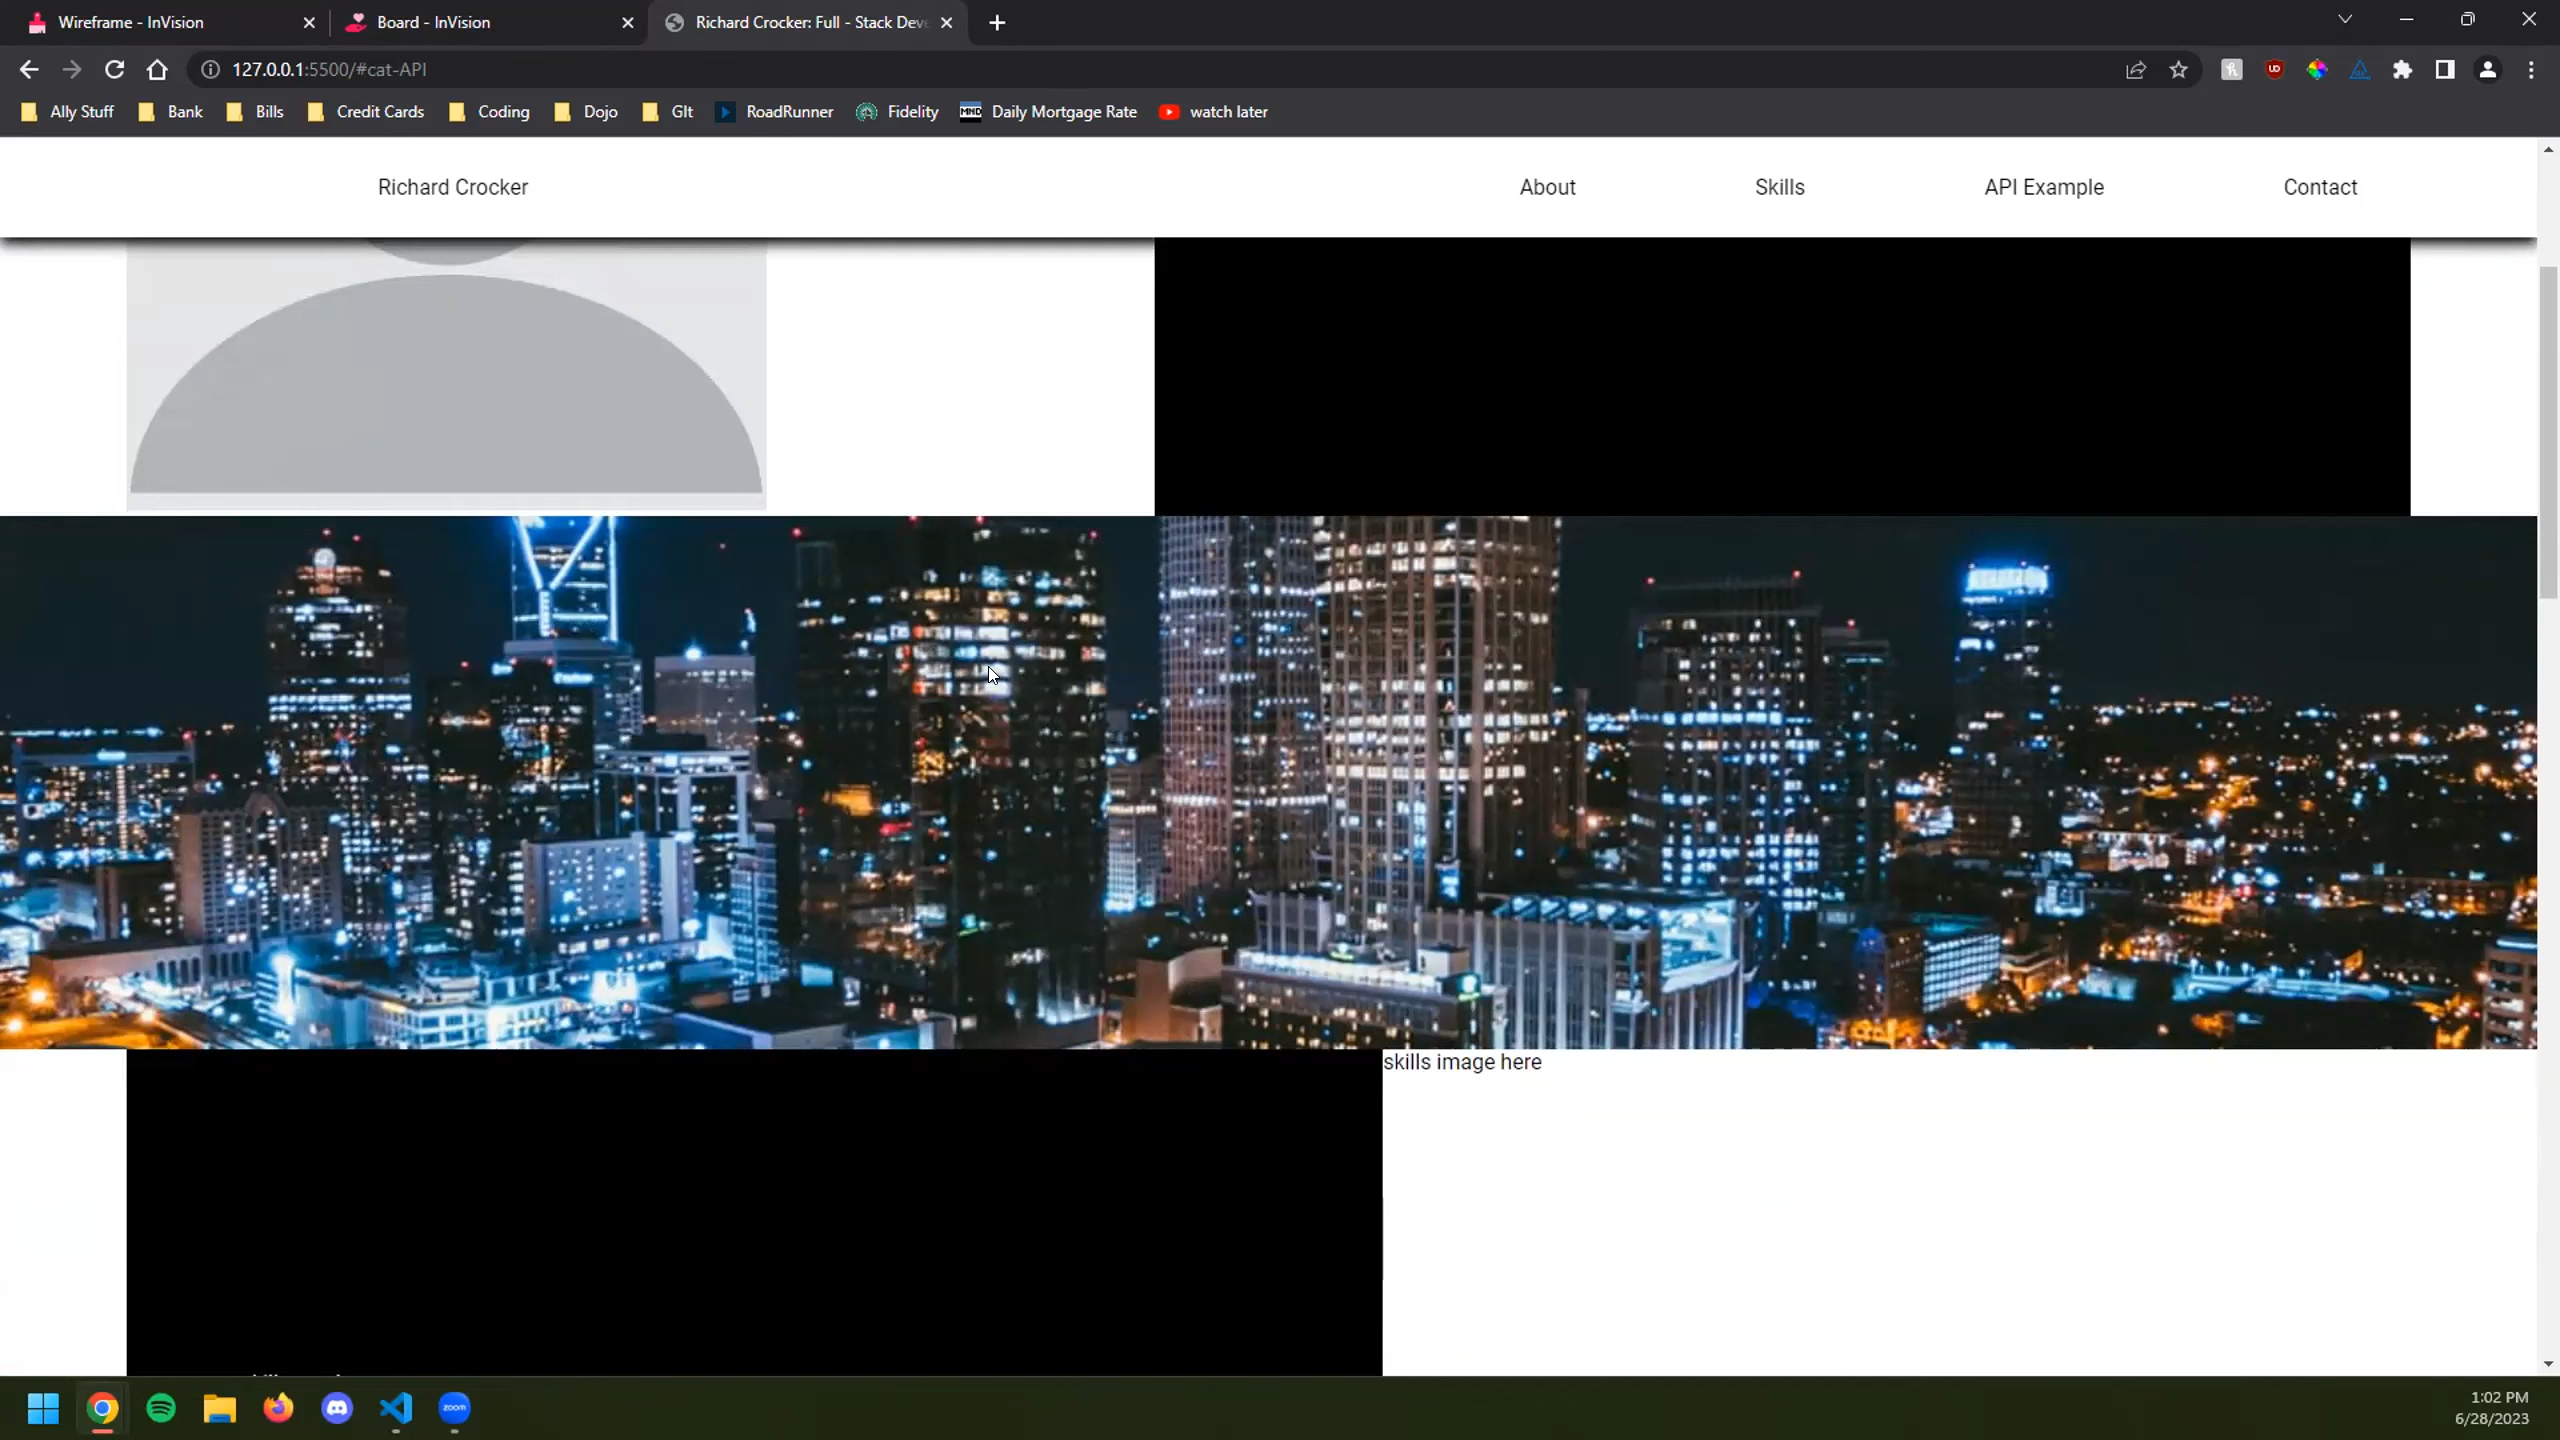 Wireframe - InVision
Board - InVision
Richard Crocker: Full - Stack Dev
127.0.0.1:5500/#cat-API
Ally Stuff
Bank
Bills
Credit Cards
Coding
Dojo
GIt
RoadRunner
Fidelity
MND
Daily Mortgage Rate
watch later
Richard Crocker
About
Skills
API Example
Contact
skills image here
zoom
1:02 PM
6/28/2023